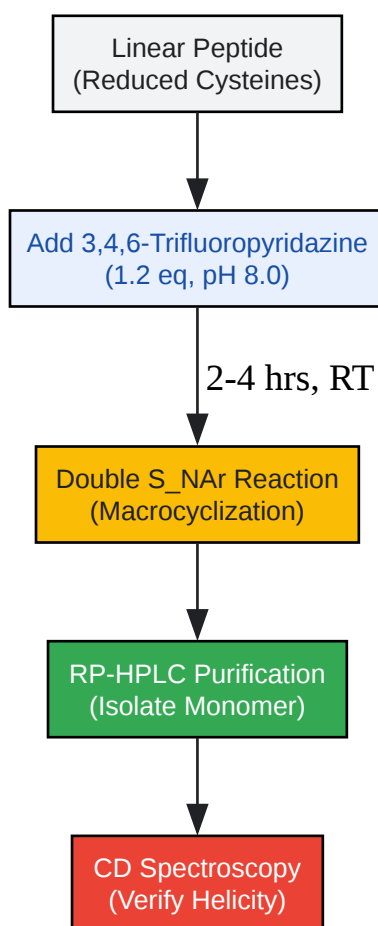 Linear Peptide
(Reduced Cysteines)
Add 3,4,6-Trifluoropyridazine
(1.2 eq, pH 8.0)
2-4 hrs, RT
Double S_NAr Reaction
(Macrocyclization)
RP-HPLC Purification
(Isolate Monomer)
CD Spectroscopy
(Verify Helicity)